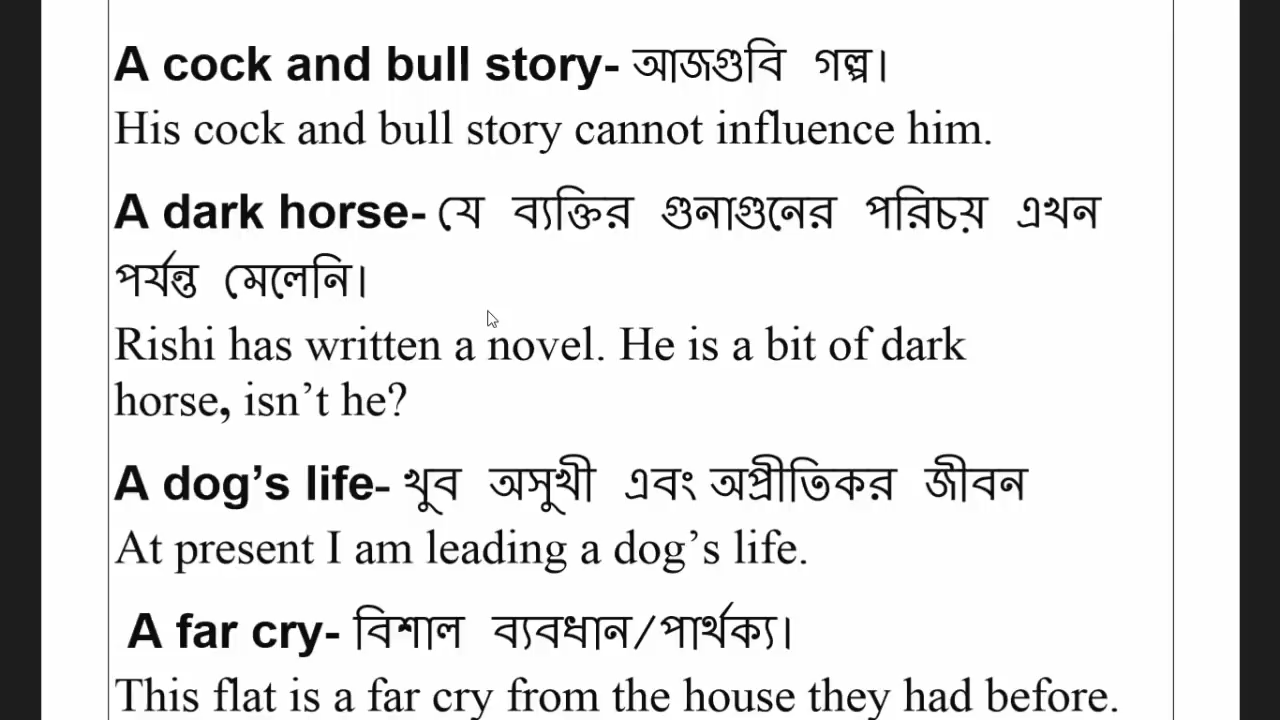 A cock and bull story- আজগুবি গল্প।
His cock and bull story cannot influence him.
A dark horse- যে ব্যক্তির গুনাগুনের পরিচয় এখন
পর্যন্ত মেলেনি।
Rishi has written a novel. He is a bit of dark
horse, isn’t he?
A dog’s life- খুব অসুখী এবং অপ্রীতিকর জীবন
At present I am leading a dog’s life.
A far cry- বিশাল ব্যবধান/পার্থক্য।
This flat is a far cry from the house they had before.